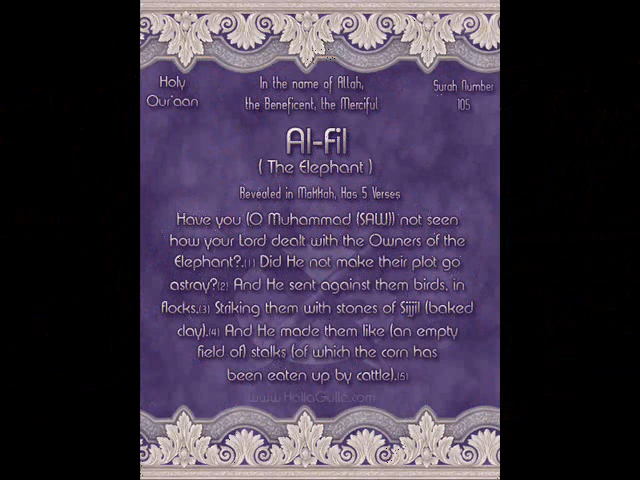 Holy
Qur'aan
In the name of Allah,
the Beneficent, the Merciful
Surah Number
105
Al-Fil
( The Elephant )
Revealed in Makkah, Has 5 Verses
Have you (O Muhammad (SAW)) not seen
how your Lord dealt with the Owners of the
Elephant?.(1) Did He not make their plot go
astray?(2) And He sent against them birds, in
flocks,(3) Striking them with stones of Sijjil (baked
clay).(4) And He made them like (an empty
field of) stalks (of which the corn has
been eaten up by cattle).(5)
www.HallaGulla.com